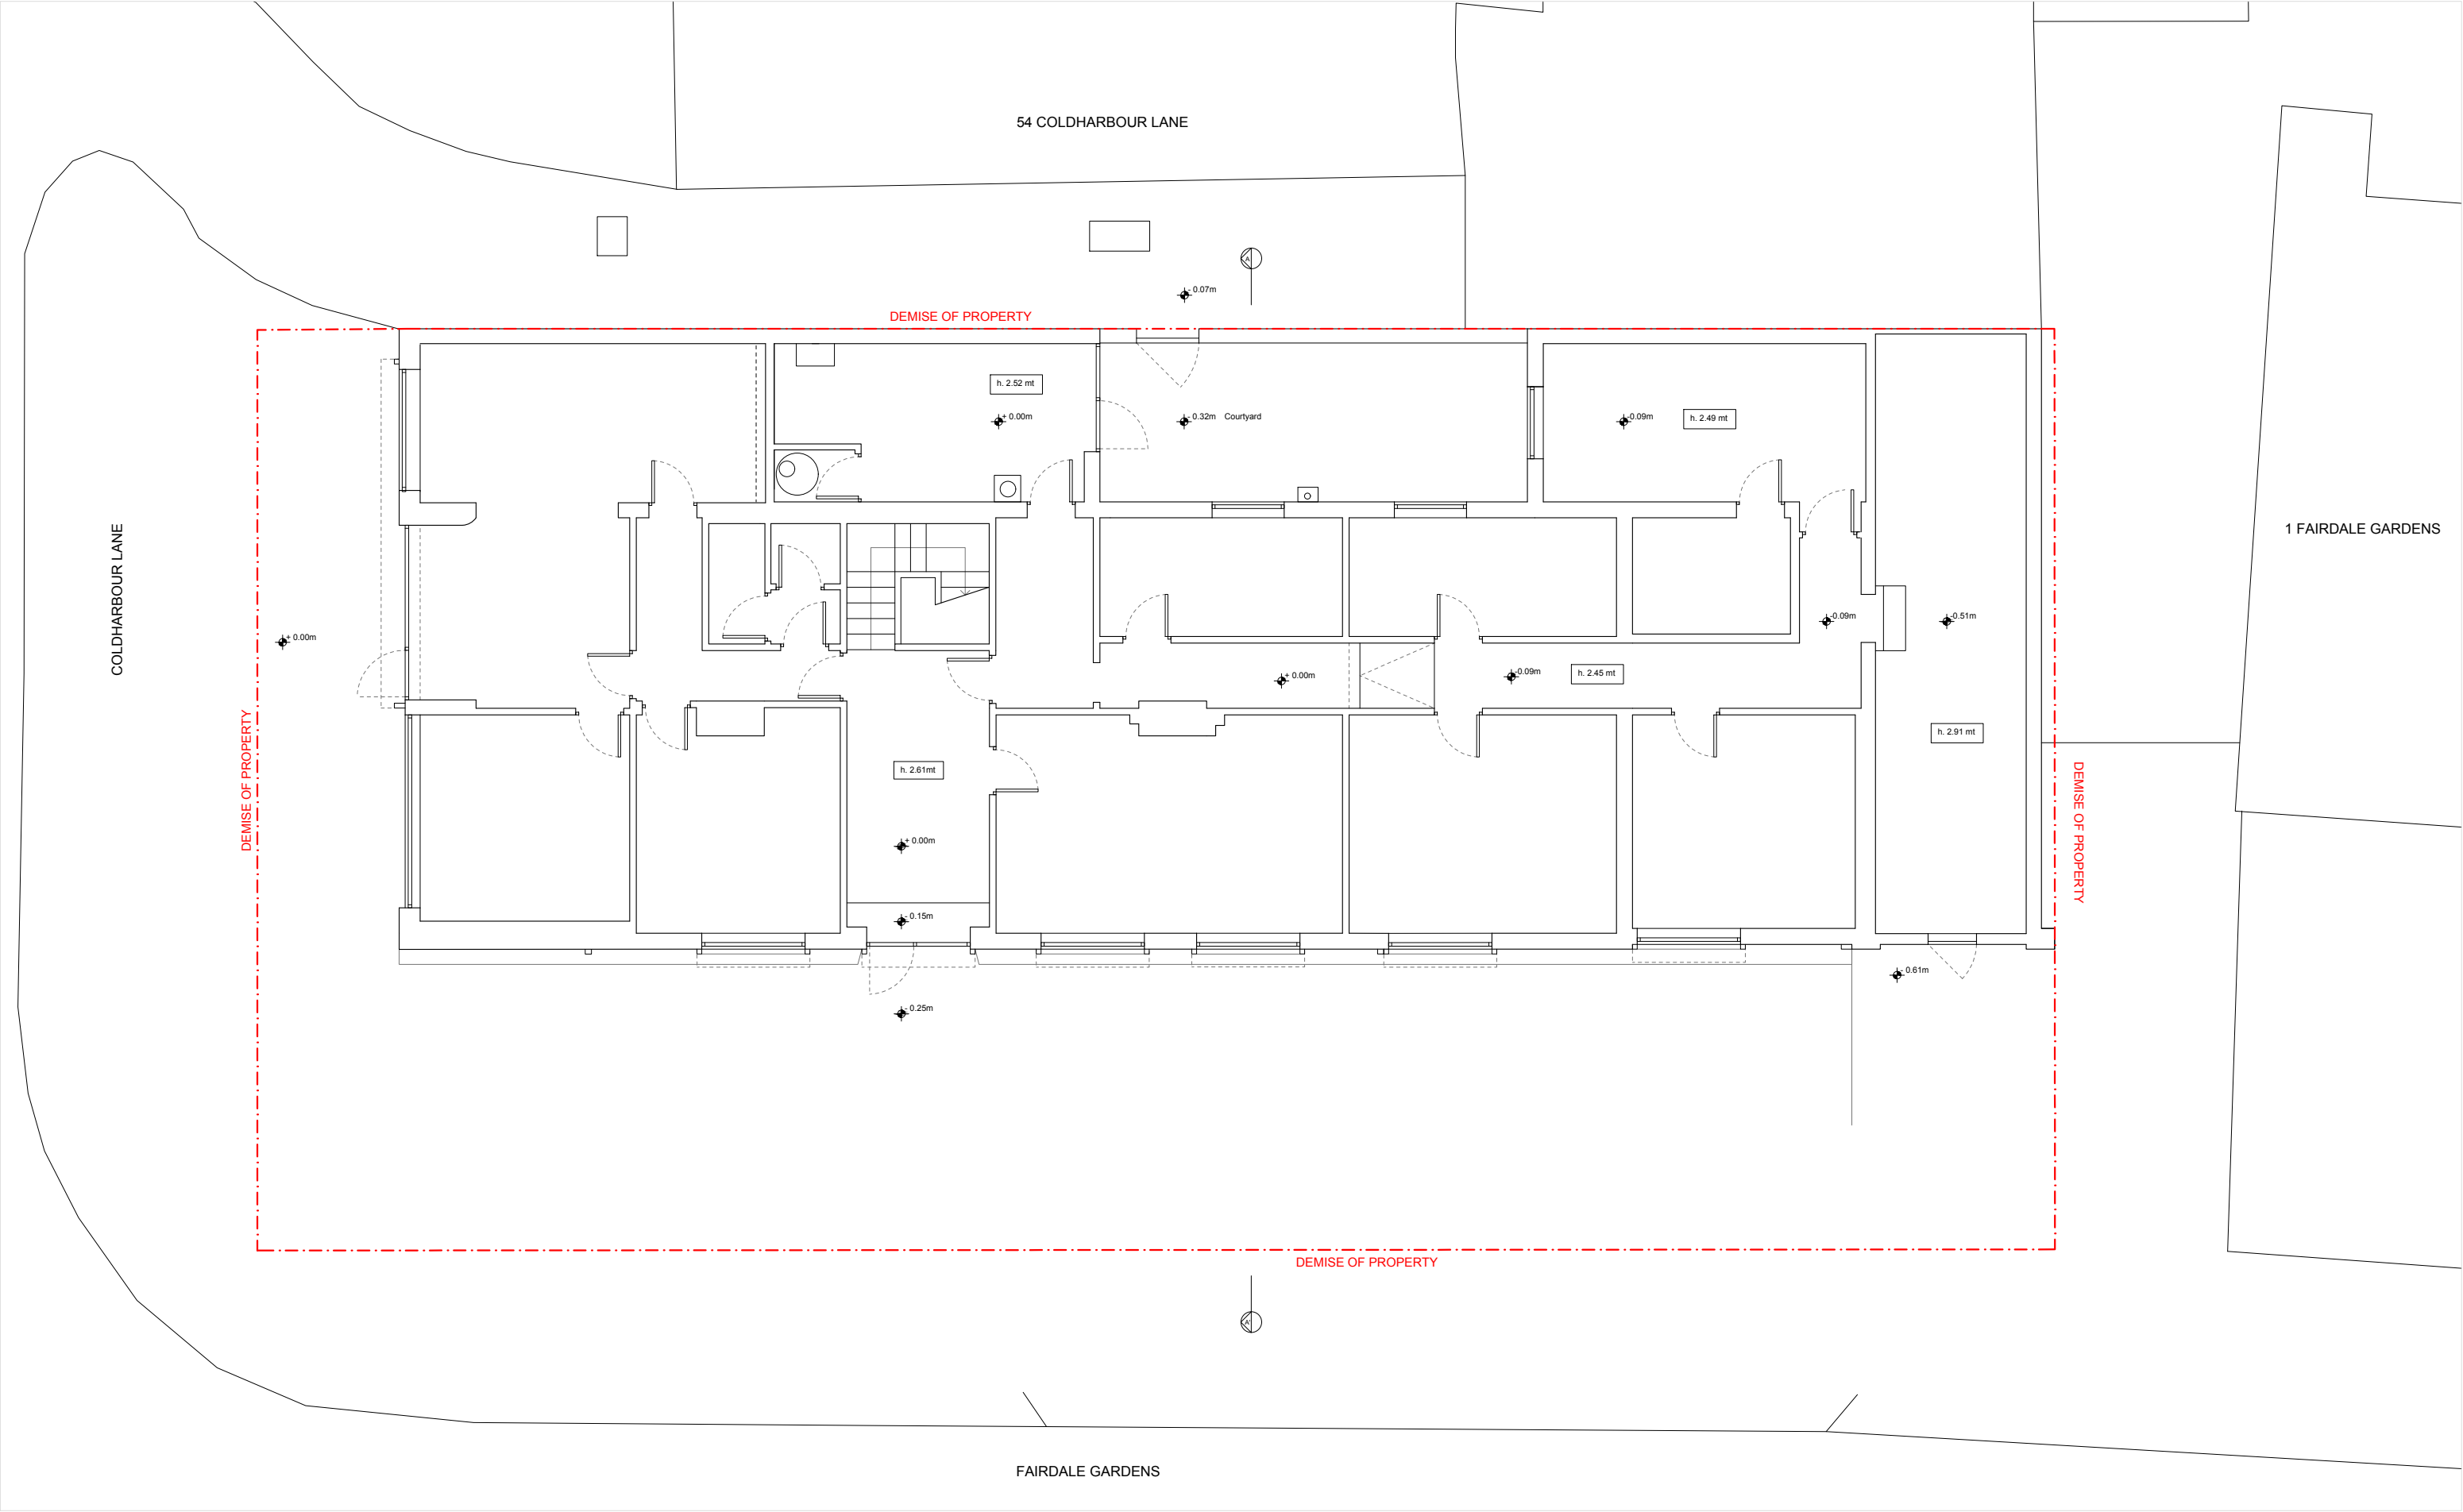 54 COLDHARBOUR LANE
A
- 0.07m
DEMISE OF PROPERTY
h. 2.52 mt
+ 0.00m
- 0.32m Courtyard
-0.09m
h. 2.49 mt
COLDHARBOUR LANE
1 FAIRDALE GARDENS
+ 0.00m
-0.09m
-0.51m
+ 0.00m
-0.09m
h. 2.45 mt
DEMISE OF PROPERTY
h. 2.61mt
h. 2.91 mt
DEMISE OF PROPERTY
+ 0.00m
- 0.15m
- 0.61m
- 0.25m
DEMISE OF PROPERTY
A'
FAIRDALE GARDENS